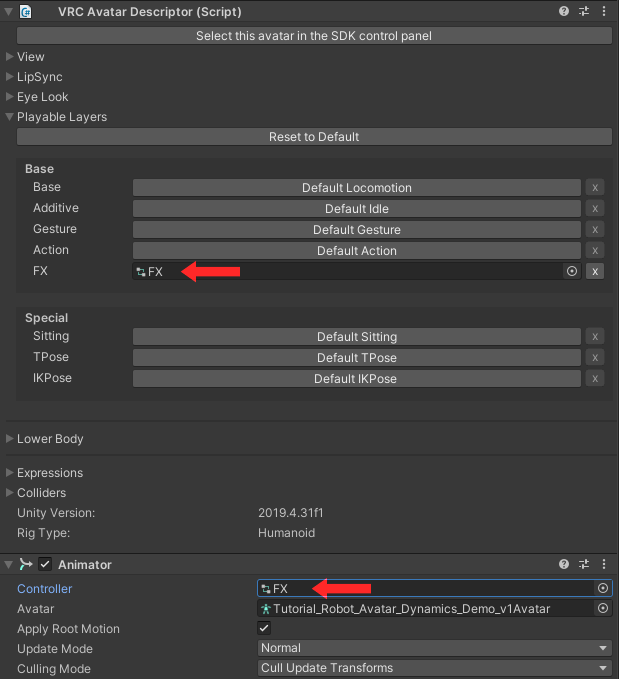 VRC Avatar Descriptor (Script)
Select this avatar in the SDK control panel
View
LipSync
Eye Look
Playable Layers
Reset to Default
Base
Base Default Locomotion x
Additive Default Idle x
Gesture Default Gesture x
Action Default Action x
FX FX x
Special
Sitting Default Sitting x
TPose Default TPose x
IKPose Default IKPose x
Lower Body
Expressions
Colliders
Unity Version: 2019.4.31f1
Rig Type: Humanoid
Animator
Controller FX
Avatar Tutorial_Robot_Avatar_Dynamics_Demo_v1Avatar
Apply Root Motion
Update Mode Normal
Culling Mode Cull Update Transforms